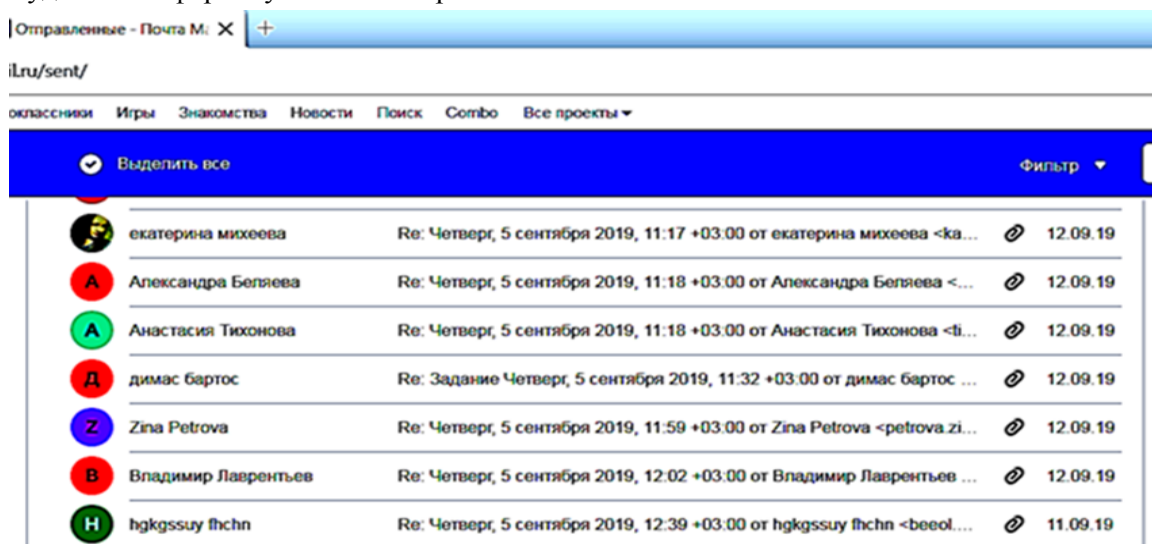 Отправленные - Почта Ma
il.ru/sent/
оклассники Игры Знакомства Новости Поиск Combo Все проекты
Выделить все Фильтр
екатерина михеева Re: Четверг, 5 сентября 2019, 11:17 +03:00 от екатерина михеева <ka... 12.09.19
А Александра Беляева Re: Четверг, 5 сентября 2019, 11:18 +03:00 от Александра Беляева <... 12.09.19
А Анастасия Тихонова Re: Четверг, 5 сентября 2019, 11:18 +03:00 от Анастасия Тихонова <ti... 12.09.19
Д димас бартос Re: Задание Четверг, 5 сентября 2019, 11:32 +03:00 от димас бартос ... 12.09.19
Z Zina Petrova Re: Четверг, 5 сентября 2019, 11:59 +03:00 от Zina Petrova <petrova.zi... 12.09.19
В Владимир Лаврентьев Re: Четверг, 5 сентября 2019, 12:02 +03:00 от Владимир Лаврентьев ... 12.09.19
H hgkgssuy fhchn Re: Четверг, 5 сентября 2019, 12:39 +03:00 от hgkgssuy fhchn <beeol.... 11.09.19